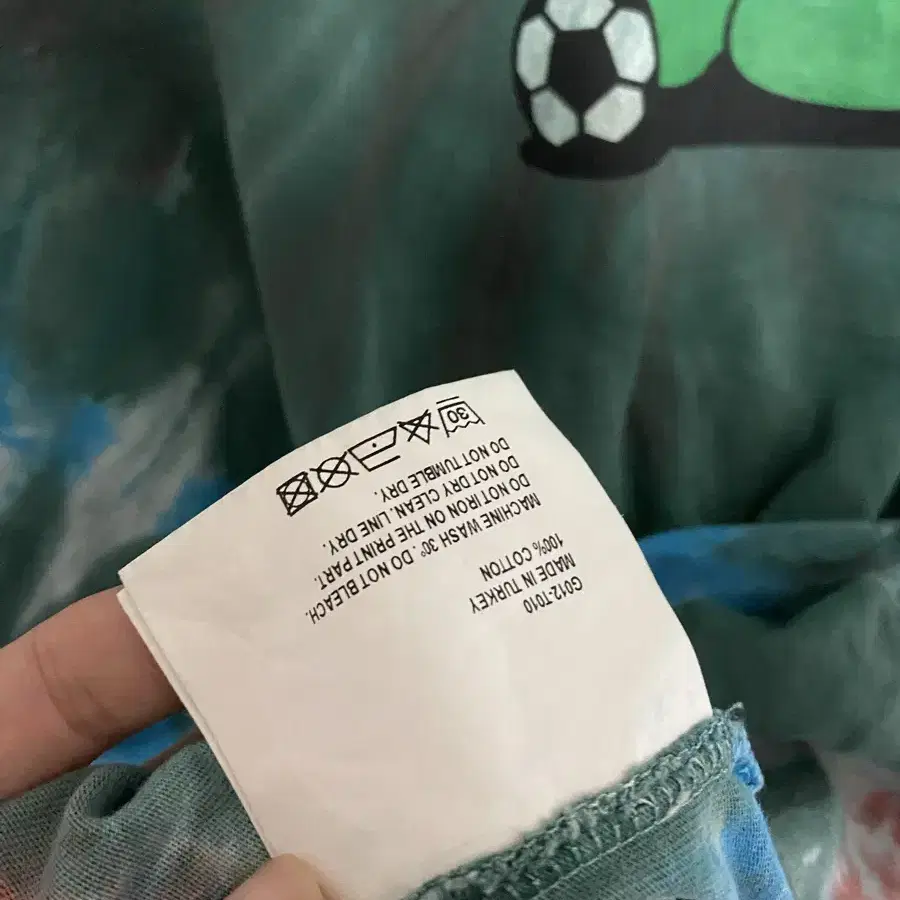 G012-T010
MADE IN TURKEY
100% COTTON
MACHINE WASH 30°. DO NOT BLEACH.
DO NOT IRON ON THE PRINT PART.
DO NOT DRY CLEAN. LINE DRY.
DO NOT TUMBLE DRY.
30